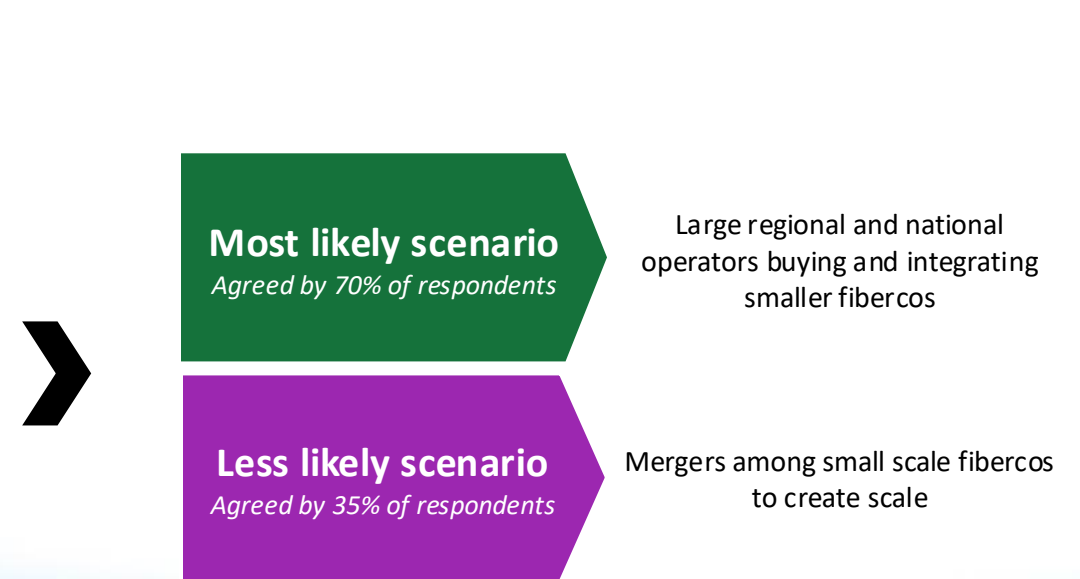 Most likely scenario
Agreed by 70% of respondents
Large regional and national
operators buying and integrating
smaller fibercos
Less likely scenario
Agreed by 35% of respondents
Mergers among small scale fibercos
to create scale